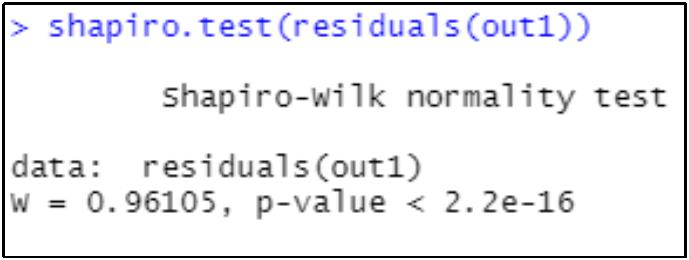 > shapiro.test(residuals(out1))
Shapiro-Wilk normality test
data:  residuals(out1)
W = 0.96105, p-value < 2.2e-16